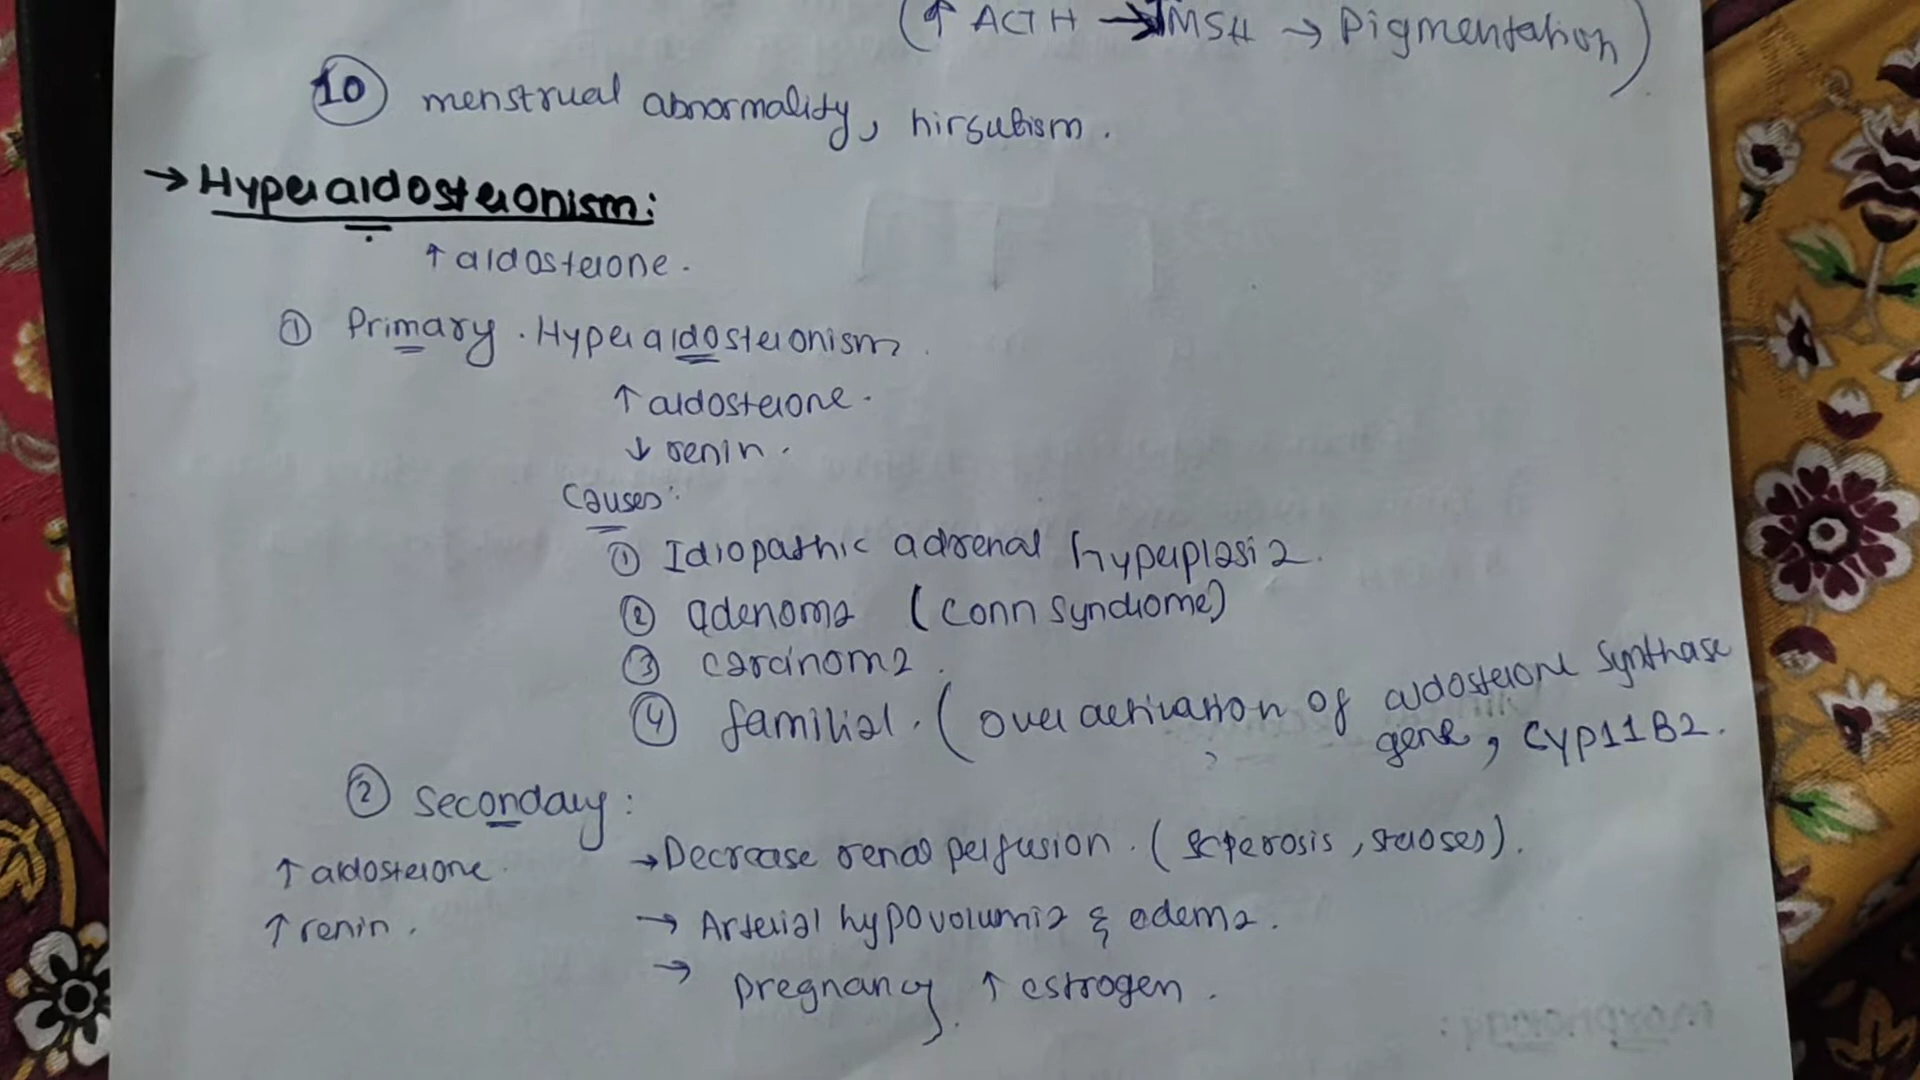 (↑ ACTH → ↑MSH → Pigmentation)
10 menstrual abnormality, hirsutism.
→ Hyperaldosteronism:
↑ aldosterone.
① Primary. Hyperaldosteronism.
↑ aldosterone.
↓ renin.
Causes:
① Idiopathic adrenal hyperplasia.
② adenoma (Conn syndrome)
③ carcinoma.
④ familial. (over activation of aldosterone synthase
gene, CYP11B2.
② Secondary:
↑ aldosterone.
→ Decrease renal perfusion. (
↑ renin.
→ Arterial hypovolumia & edema.
→ pregnancy ↑ estrogen.